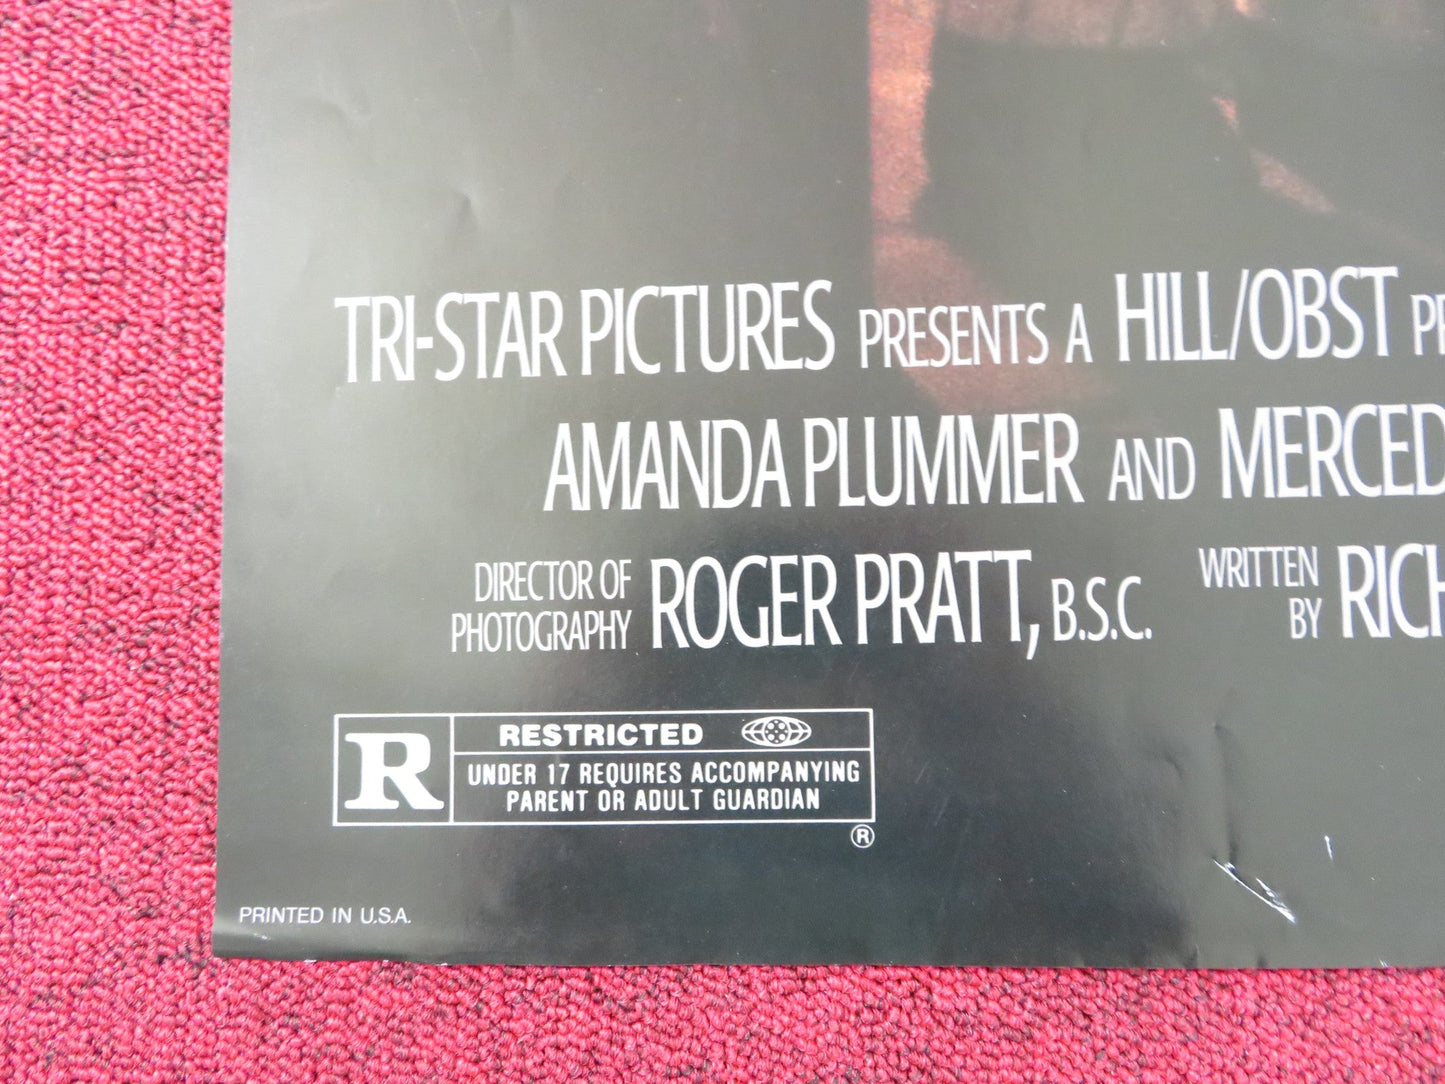 TRI-STAR PICTURES PRESENTS A HILL/OBST
AMANDA PLUMMER AND
DIRECTOR OF PHOTOGRAPHY ROGER PRATT, B.S.C. WRITTEN BY
R
RESTRICTED
UNDER 17 REQUIRES ACCOMPANYING
PARENT OR ADULT GUARDIAN
®
PRINTED IN U.S.A.